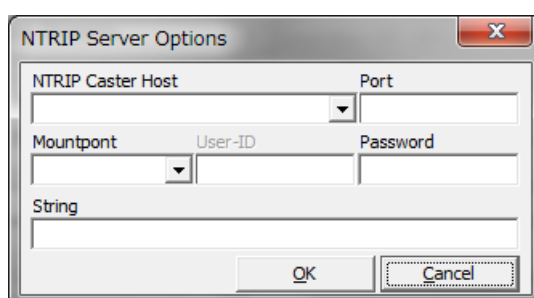 NTRIP Server Options
NTRIP Caster Host Port
Mountpont User-ID Password
String
OK Cancel